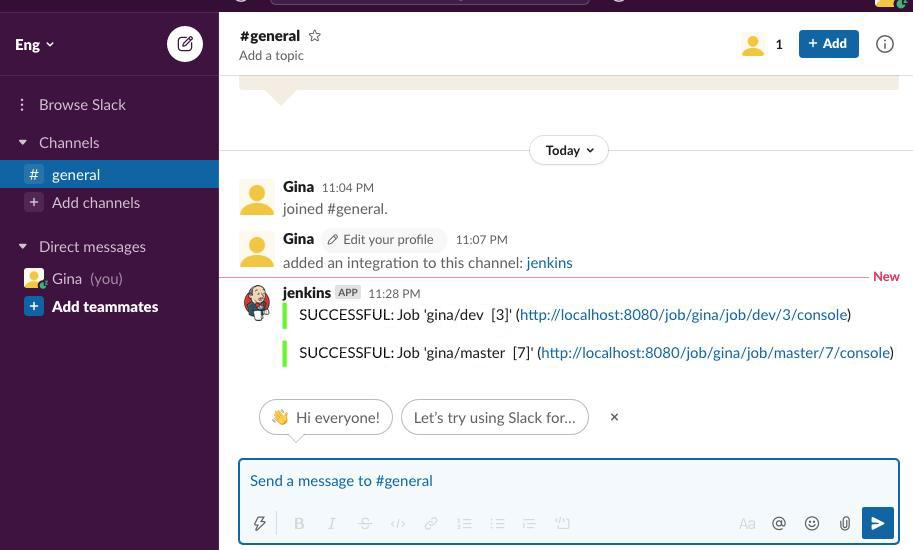 Eng
#general
Add a topic
1
+ Add
Browse Slack
Channels
# general
+ Add channels
Direct messages
Gina (you)
+ Add teammates
Today
Gina 11:04 PM
joined #general.
Gina Edit your profile 11:07 PM
added an integration to this channel: jenkins
New
jenkins APP 11:28 PM
SUCCESSFUL: Job 'gina/dev [3]' (http://localhost:8080/job/gina/job/dev/3/console)
SUCCESSFUL: Job 'gina/master [7]' (http://localhost:8080/job/gina/job/master/7/console)
👋 Hi everyone!
Let's try using Slack for...
×
Send a message to #general
B I S </>
Aa @